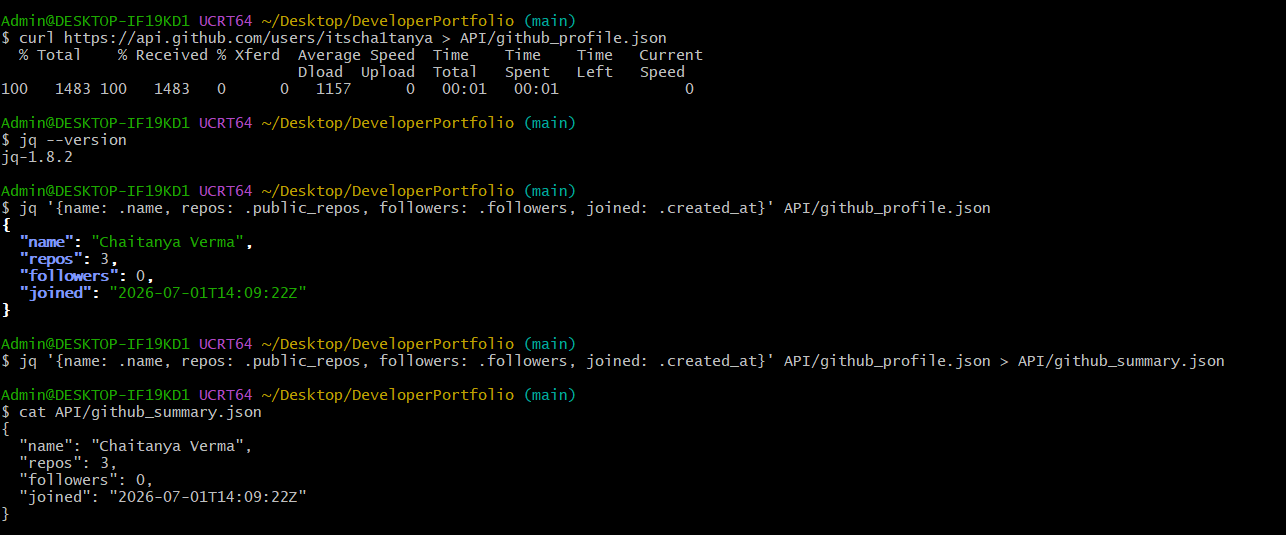 Admin@DESKTOP-IF19KD1 UCRT64 ~/Desktop/DeveloperPortfolio (main)
$ curl https://api.github.com/users/itscha1tanya > API/github_profile.json
  % Total    % Received % Xferd  Average Speed  Time    Time    Time   Current
                                 Dload  Upload  Total   Spent   Left   Speed
100   1483 100   1483   0      0   1157      0   00:01   00:01              0
Admin@DESKTOP-IF19KD1 UCRT64 ~/Desktop/DeveloperPortfolio (main)
$ jq --version
jq-1.8.2
Admin@DESKTOP-IF19KD1 UCRT64 ~/Desktop/DeveloperPortfolio (main)
$ jq '{name: .name, repos: .public_repos, followers: .followers, joined: .created_at}' API/github_profile.json
{
  "name": "Chaitanya Verma",
  "repos": 3,
  "followers": 0,
  "joined": "2026-07-01T14:09:22Z"
}
Admin@DESKTOP-IF19KD1 UCRT64 ~/Desktop/DeveloperPortfolio (main)
$ jq '{name: .name, repos: .public_repos, followers: .followers, joined: .created_at}' API/github_profile.json > API/github_summary.json
Admin@DESKTOP-IF19KD1 UCRT64 ~/Desktop/DeveloperPortfolio (main)
$ cat API/github_summary.json
{
  "name": "Chaitanya Verma",
  "repos": 3,
  "followers": 0,
  "joined": "2026-07-01T14:09:22Z"
}